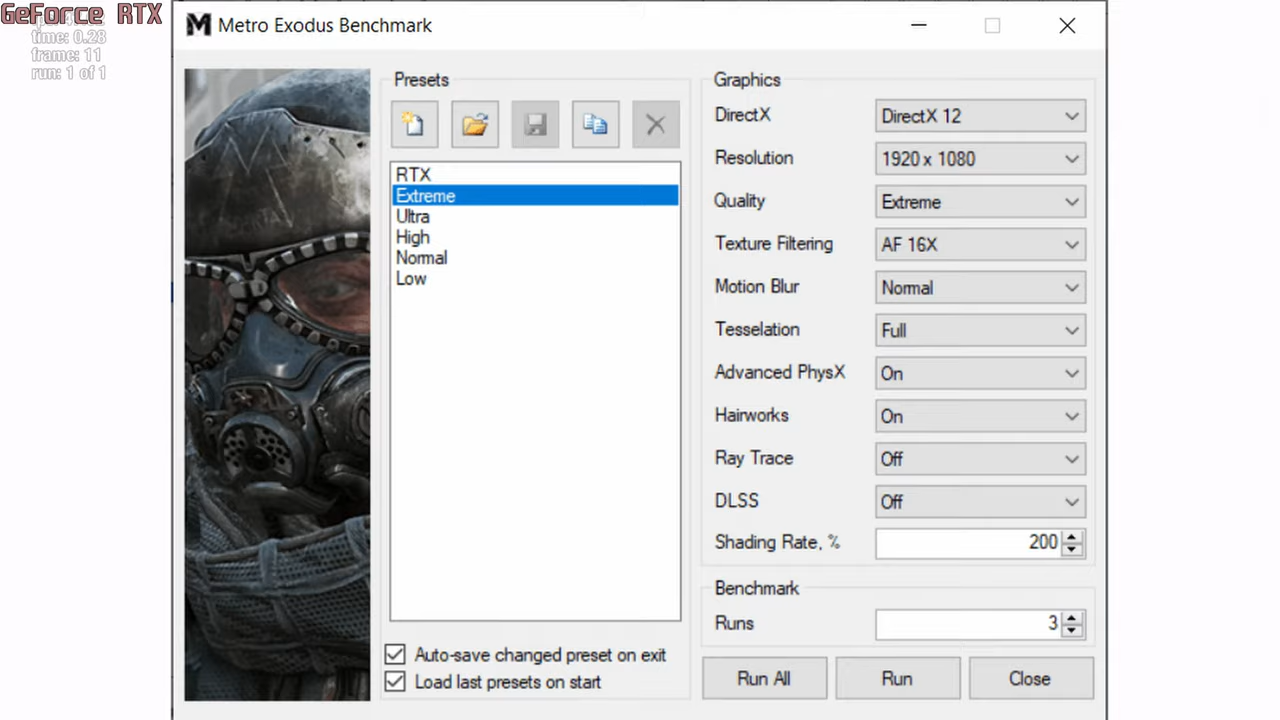 GeForce RTX
time: 0.28
frame: 11
run: 1 of 1
Metro Exodus Benchmark
Presets
RTX
Extreme
Ultra
High
Normal
Low
Auto-save changed preset on exit
Load last presets on start
Graphics
DirectX DirectX 12
Resolution 1920 x 1080
Quality Extreme
Texture Filtering AF 16X
Motion Blur Normal
Tesselation Full
Advanced PhysX On
Hairworks On
Ray Trace Off
DLSS Off
Shading Rate, % 200
Benchmark
Runs 3
Run All Run Close